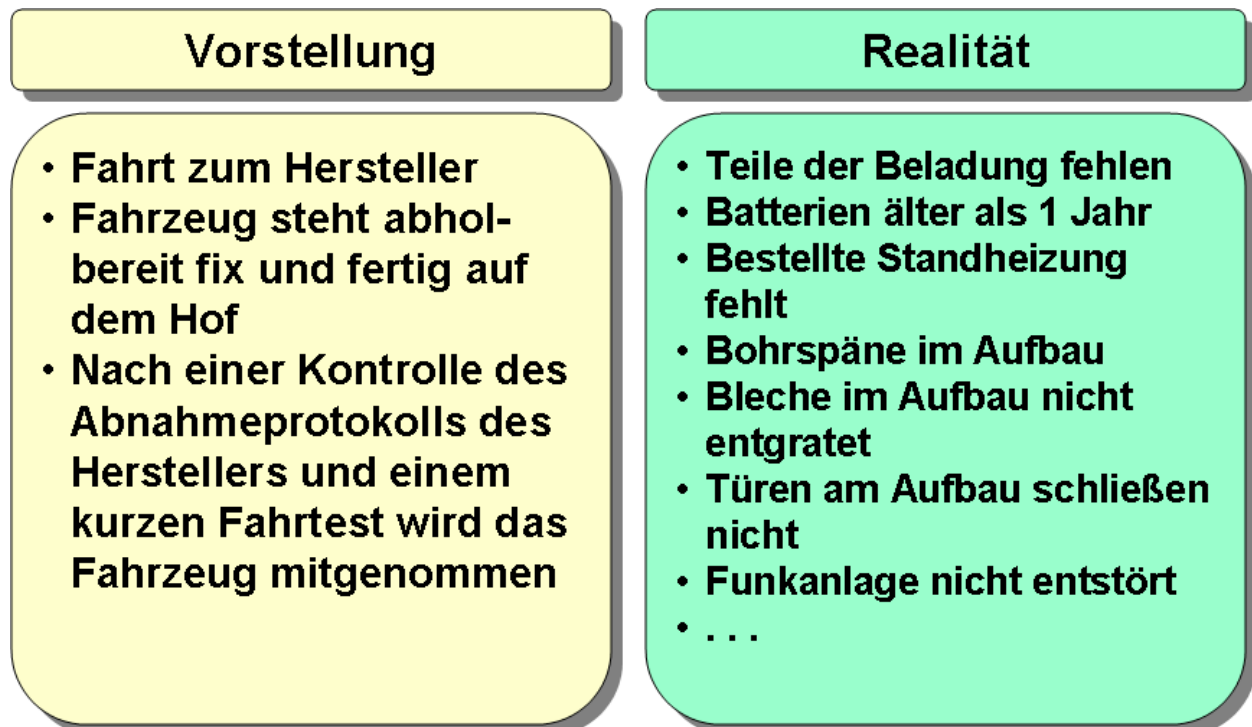 Vorstellung
• Fahrt zum Hersteller
• Fahrzeug steht abhol-
bereit fix und fertig auf
dem Hof
• Nach einer Kontrolle des
Abnahmeprotokolls des
Herstellers und einem
kurzen Fahrtest wird das
Fahrzeug mitgenommen
Realität
• Teile der Beladung fehlen
• Batterien älter als 1 Jahr
• Bestellte Standheizung
fehlt
• Bohrspäne im Aufbau
• Bleche im Aufbau nicht
entgratet
• Türen am Aufbau schließen
nicht
• Funkanlage nicht entstört
• . . .